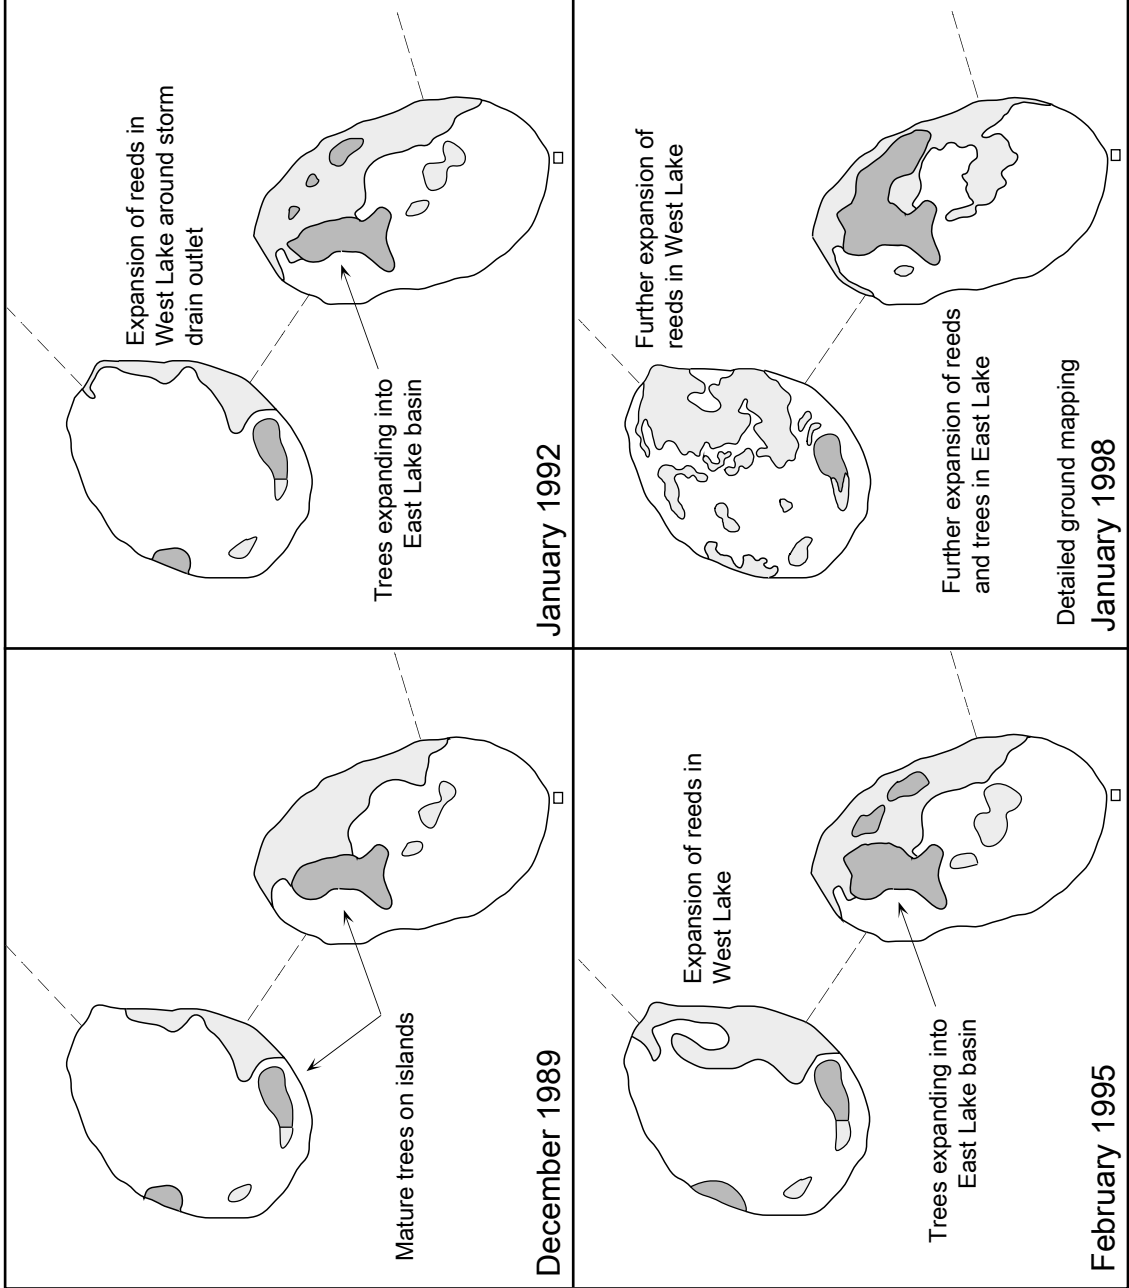 Mature trees on islands
December 1989
Expansion of reeds in
West Lake around storm
drain outlet
Trees expanding into
East Lake basin
January 1992
Expansion of reeds in
West Lake
Trees expanding into
East Lake basin
February 1995
Further expansion of
reeds in West Lake
Further expansion of reeds
and trees in East Lake
Detailed ground mapping
January 1998